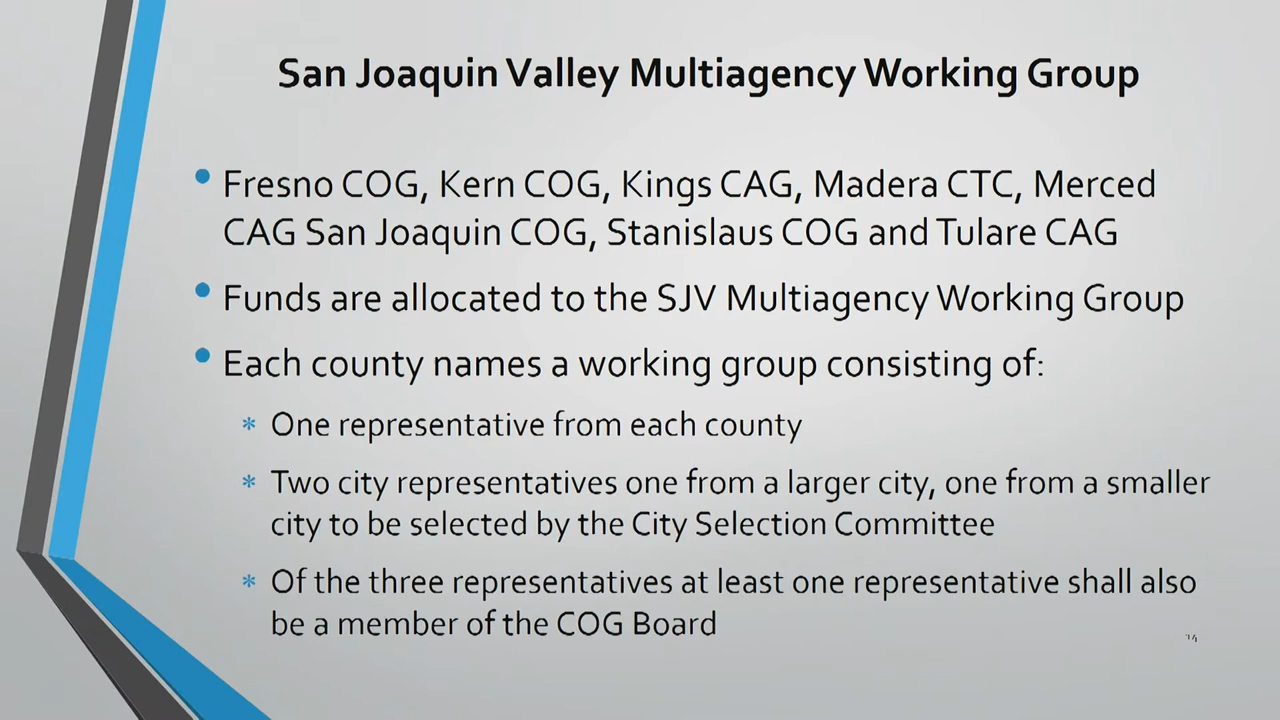 San Joaquin Valley Multiagency Working Group
• Fresno COG, Kern COG, Kings CAG, Madera CTC, Merced
CAG San Joaquin COG, Stanislaus COG and Tulare CAG
• Funds are allocated to the SJV Multiagency Working Group
• Each county names a working group consisting of:
* One representative from each county
* Two city representatives one from a larger city, one from a smaller
city to be selected by the City Selection Committee
* Of the three representatives at least one representative shall also
be a member of the COG Board